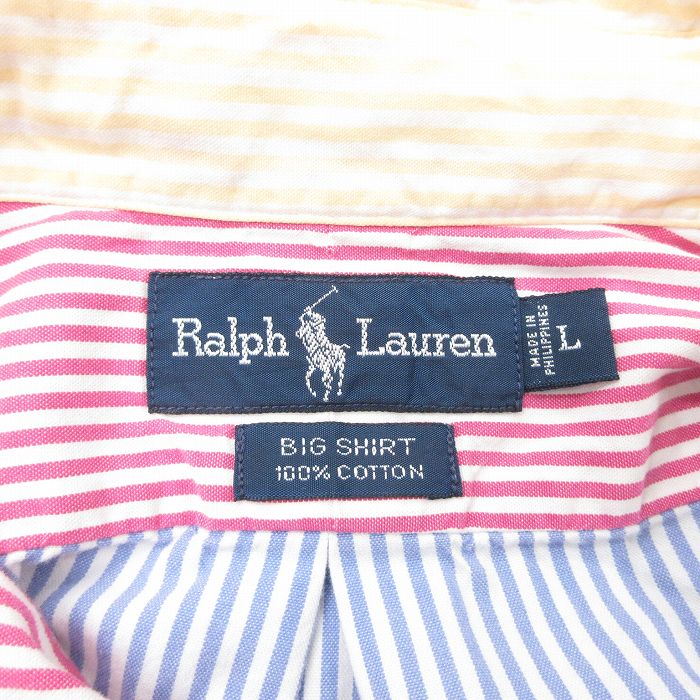 Ralph Lauren
MADE IN
PHILIPPINES
L
BIG SHIRT
100% COTTON